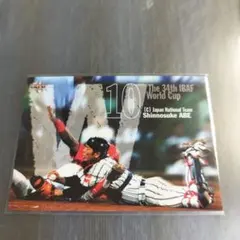 10
The 34th IBAF
World Cup
(C) Japan National Team
Shinnosuke ABE